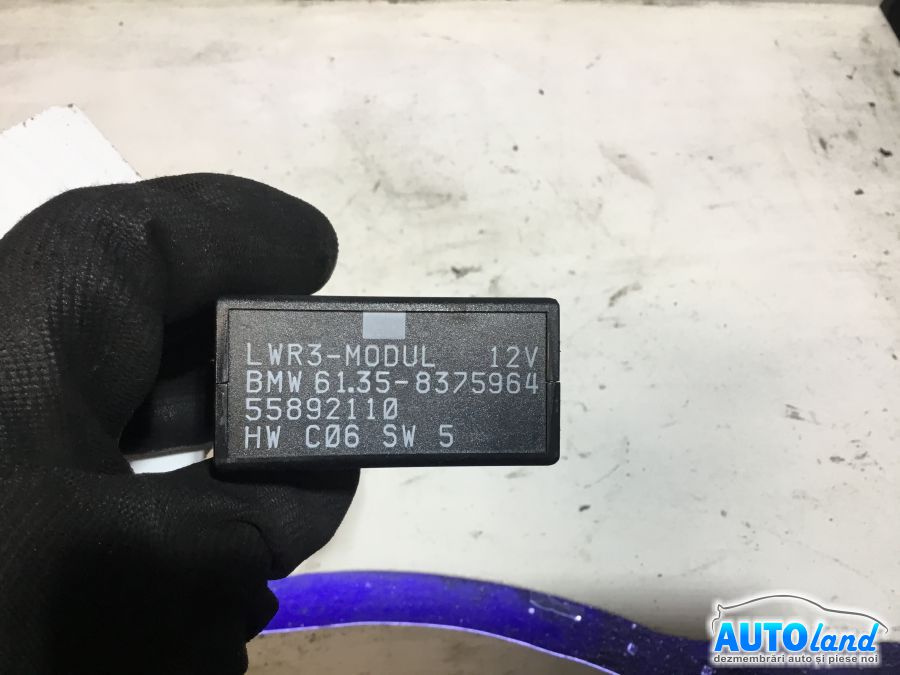 LWR3-MODUL 12V
BMW 61.35-8375964
55892110
HW C06 SW 5
AUTOland
dezmembrări auto și piese noi